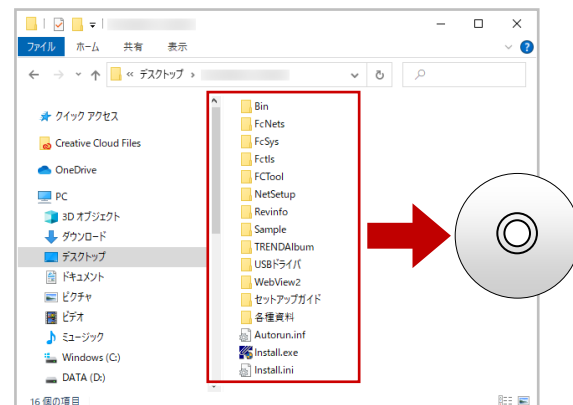 ファイル ホーム 共有 表示
« デスクトップ ›
クイック アクセス
Creative Cloud Files
OneDrive
PC
3D オブジェクト
ダウンロード
デスクトップ
ドキュメント
ピクチャ
ビデオ
ミュージック
Windows (C:)
DATA (D:)
Bin
FcNets
FcSys
Fctls
FCTool
NetSetup
Revinfo
Sample
TRENDAlbum
USBドライバ
WebView2
セットアップガイド
各種資料
Autorun.inf
Install.exe
Install.ini
16 個の項目